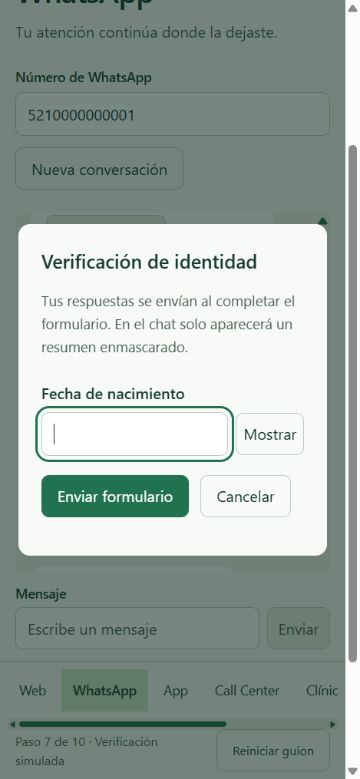 WhatsApp
Tu atención continúa donde la dejaste.
Número de WhatsApp
5210000000001
Nueva conversación
Verificación de identidad
Tus respuestas se envían al completar el
formulario. En el chat solo aparecerá un
resumen enmascarado.
Fecha de nacimiento
Mostrar
Enviar formulario
Cancelar
Mensaje
Escribe un mensaje
Enviar
Web WhatsApp App Call Center Clínic
Paso 7 de 10 · Verificación
simulada
Reiniciar guion